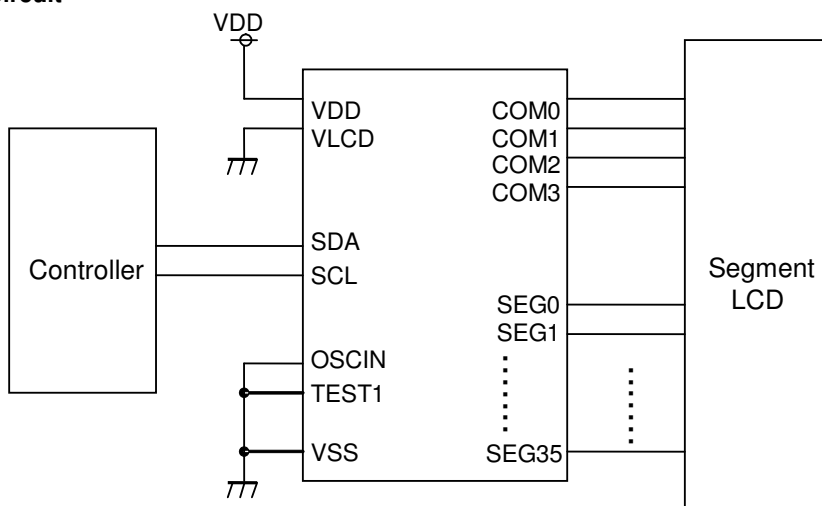 VDD
VDD
VLCD
SDA
SCL
OSCIN
TEST1
VSS
COM0
COM1
COM2
COM3
SEG0
SEG1
SEG35
Controller
Segment
LCD